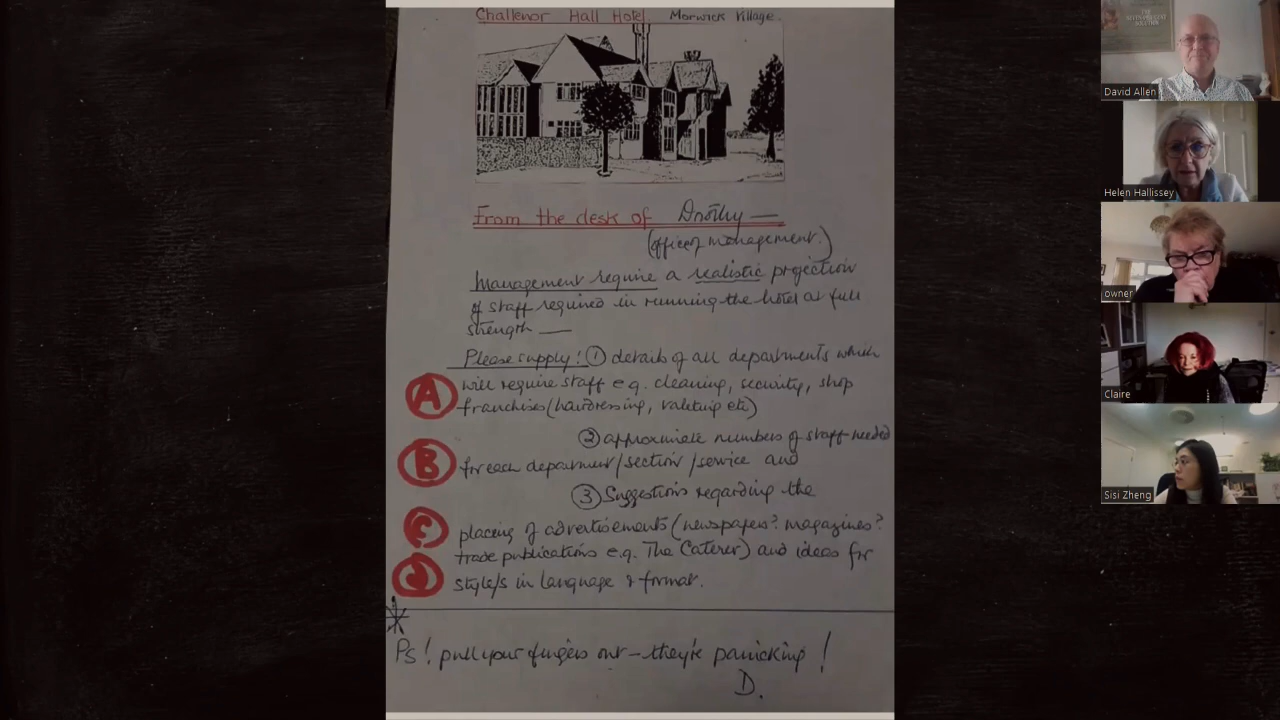 Challenor Hall Hotel. Morwick Village.
From the desk of Dorothy —
(office of management.)
Management require a realistic projection
of staff required in running the hotel at full
strength —
Please supply! ① details of all departments which
A will require staff e.g. cleaning, security, shop
franchises (hairdressing, valeting etc)
② approximate numbers of staff needed
B for each department/section/service and
③ Suggestions regarding the
C placing of advertisements (newspapers? magazines?
trade publications e.g. The Caterer) and ideas for
D style/s in language & format.
PS! pull your fingers out – they're panicking!
D.
David Allen
Helen Hallissey
owner
Claire
Sisi Zheng